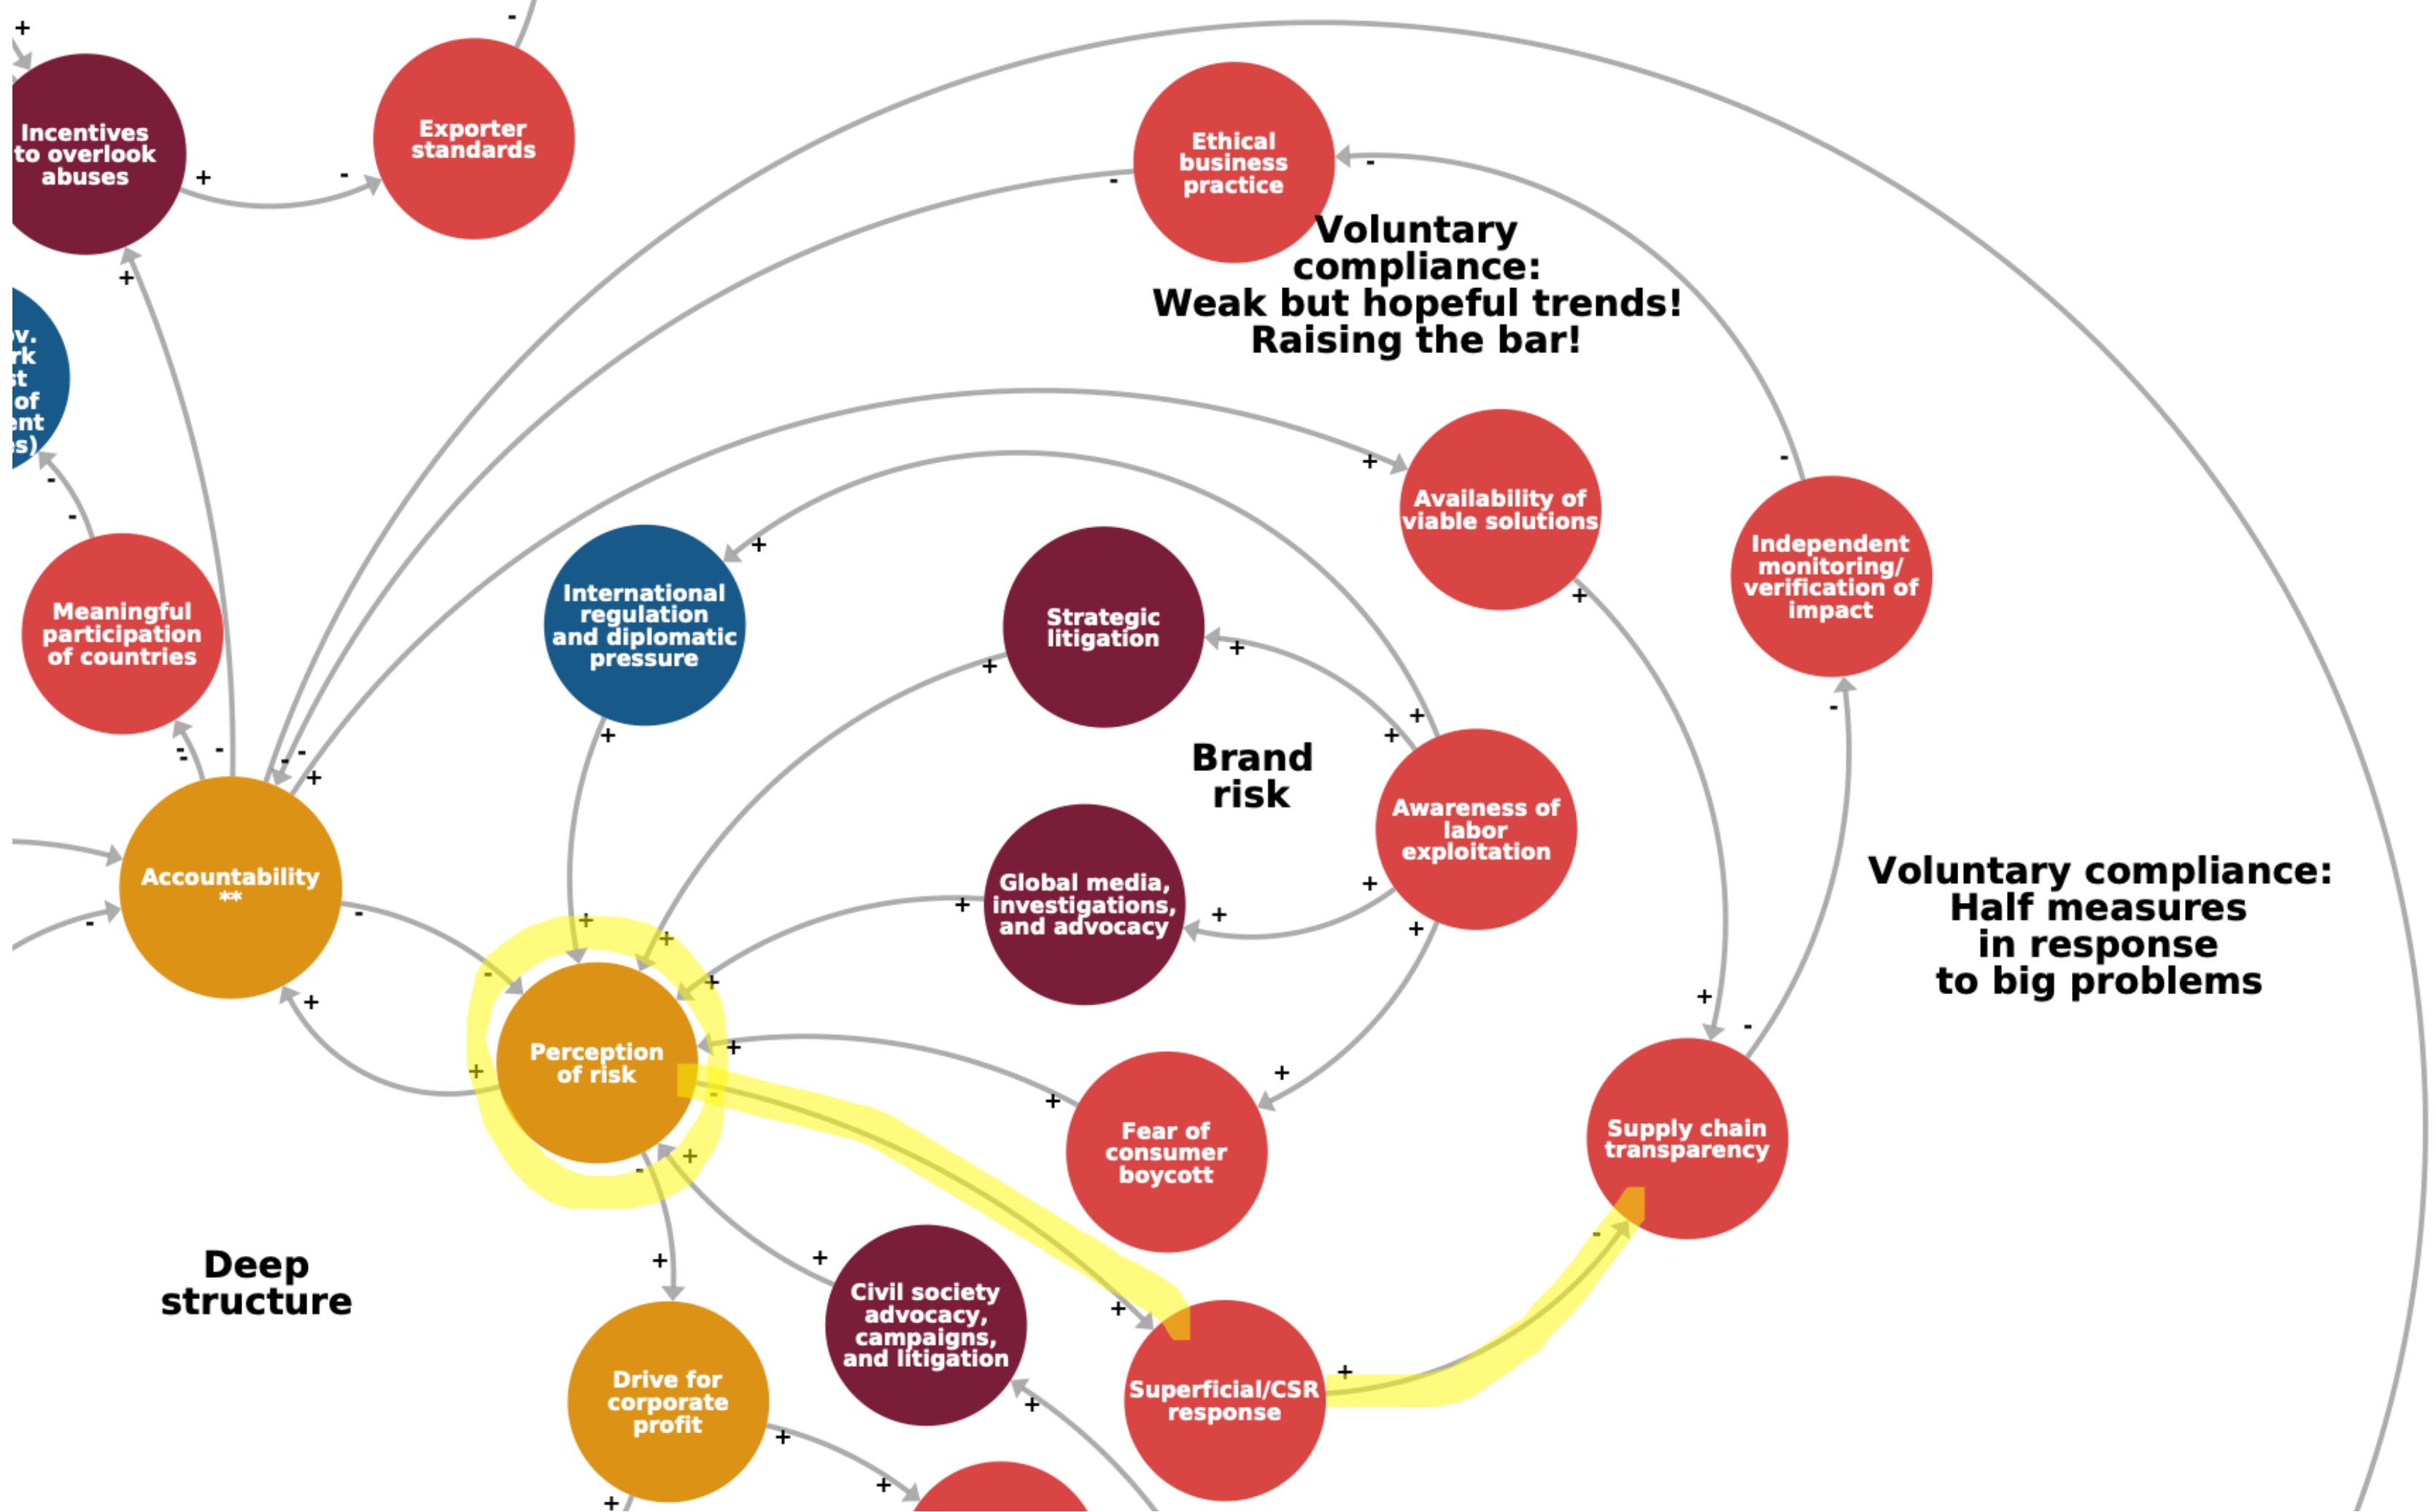 Incentives
to overlook
abuses
Exporter
standards
Ethical
business
practice
Voluntary
compliance:
Weak but hopeful trends!
Raising the bar!
of
s)
Meaningful
participation
of countries
International
regulation
and diplomatic
pressure
Strategic
litigation
Availability of
viable solutions
Independent
monitoring/
verification of
impact
Brand
risk
Awareness of
labor
exploitation
Accountability
**
Global media,
investigations,
and advocacy
Voluntary compliance:
Half measures
in response
to big problems
Perception
of risk
Fear of
consumer
boycott
Supply chain
transparency
Deep
structure
Civil society
advocacy,
campaigns,
and litigation
Drive for
corporate
profit
Superficial/CSR
response